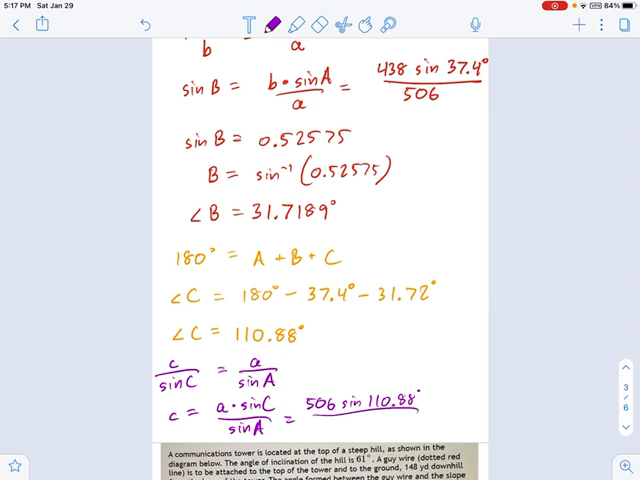 5:17 PM Sat Jan 29
VPN 84%
b a
sin B = b • sin A / a = 438 sin 37.4° / 506
sin B = 0.52575
B = sin⁻¹ (0.52575)
∠B = 31.7189°
180° = A + B + C
∠C = 180° − 37.4° − 31.72°
∠C = 110.88°
c / sin C = a / sin A
c = a • sin C / sin A = 506 sin 110.88°
A communications tower is located at the top of a steep hill, as shown in the
diagram below. The angle of inclination of the hill is 61°. A guy wire (dotted red
line) is to be attached to the top of the tower and to the ground, 148 yd downhill
3
/
6